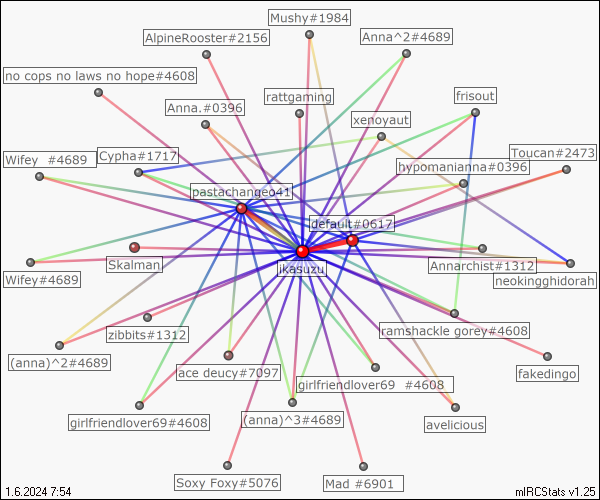 Mushy#1984
AlpineRooster#2156
Anna^2#4689
no cops no laws no hope#4608
rattgaming
frisout
Anna.#0396
xenoyaut
Wifey  #4689
Cypha#1717
Toucan#2473
hypomanianna#0396
pastachangeo41
default#0617
ikasuzu
Skalman
Annarchist#1312
Wifey#4689
neokingghidorah
zibbits#1312
ramshackle gorey#4608
(anna)^2#4689
ace deucy#7097
fakedingo
girlfriendlover69  #4608
girlfriendlover69#4608
(anna)^3#4689
avelicious
Soxy Foxy#5076
Mad #6901
1.6.2024 7:54
mIRCStats v1.25